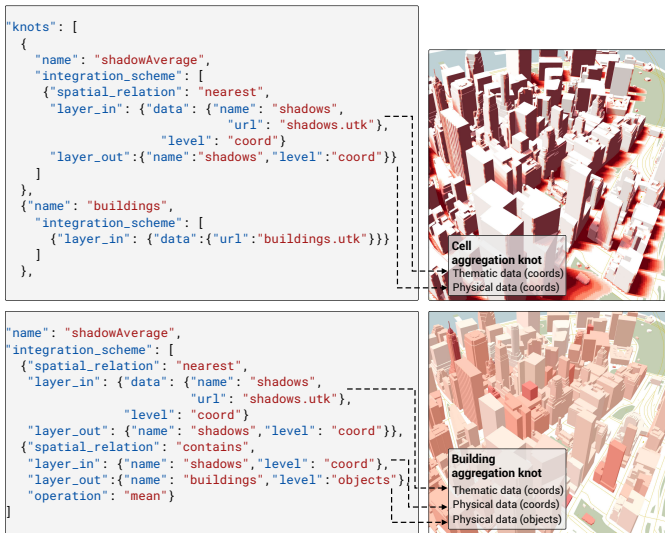 "knots": [
{
"name": "shadowAverage",
"integration_scheme": [
{"spatial_relation": "nearest",
"layer_in": {"data": {"name": "shadows",
"url": "shadows.utk"},
"level": "coord"}
"layer_out":{"name":"shadows","level":"coord"}}
]
},
{"name": "buildings",
"integration_scheme": [
{"layer_in": {"data":{"url":"buildings.utk"}}}
]
},
Cell
aggregation knot
Thematic data (coords)
Physical data (coords)
"name": "shadowAverage",
"integration_scheme": [
{"spatial_relation": "nearest",
"layer_in": {"data": {"name": "shadows",
"url": "shadows.utk"},
"level": "coord"}
"layer_out": {"name": "shadows","level": "coord"}},
{"spatial_relation": "contains",
"layer_in": {"name": "shadows","level": "coord"},
"layer_out":{"name": "buildings","level":"objects"},
"operation": "mean"}
]
Building
aggregation knot
Thematic data (coords)
Physical data (coords)
Physical data (objects)